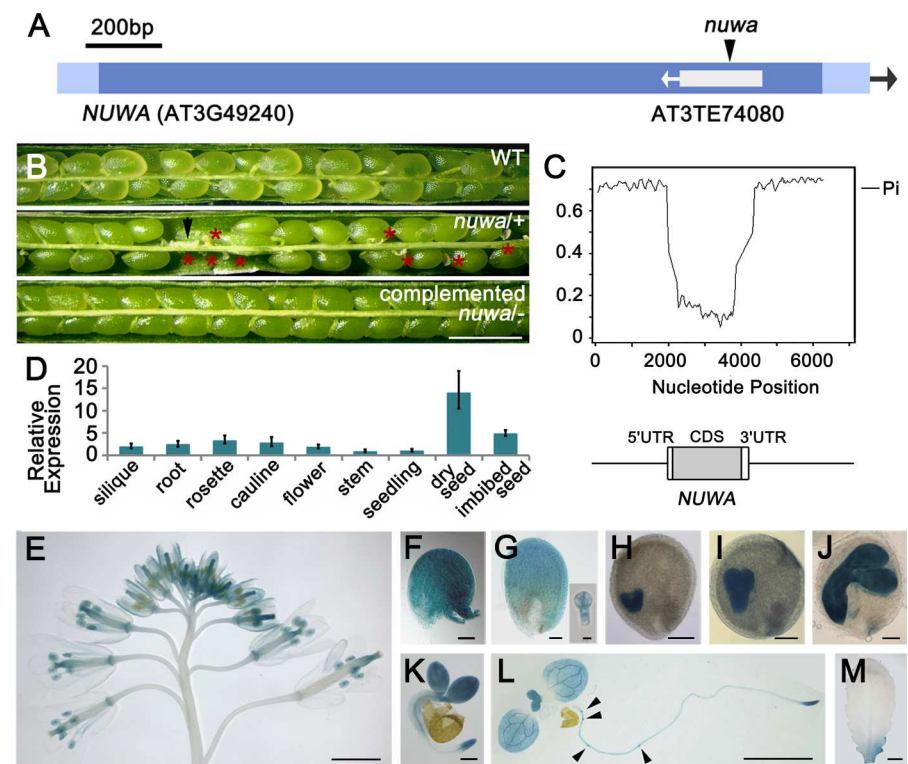 A
200bp
nuwa
NUWA (AT3G49240)
AT3TE74080
B
WT
nuwa/+
complemented
nuwa/-
C
Pi
0.6
0.4
0.2
0
0 2000 4000 6000
Nucleotide Position
5'UTR CDS 3'UTR
NUWA
D
Relative
Expression
20
15
10
5
0
silique
root
rosette
cauline
flower
stem
seedling
dry
seed
imbibed
seed
E
F
G
H
I
J
K
L
M